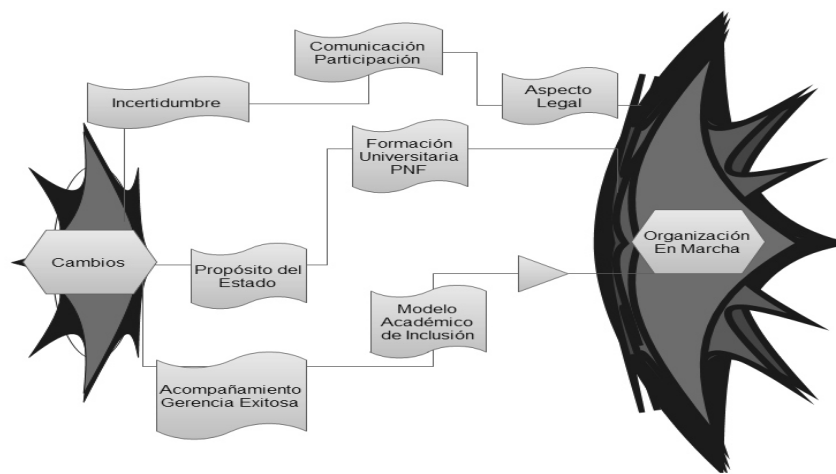 Comunicación
Participación
Incertidumbre
Aspecto
Legal
Formación
Universitaria
PNF
Organización
En Marcha
Cambios
Propósito del
Estado
Modelo
Académico
de Inclusión
Acompañamiento
Gerencia Exitosa